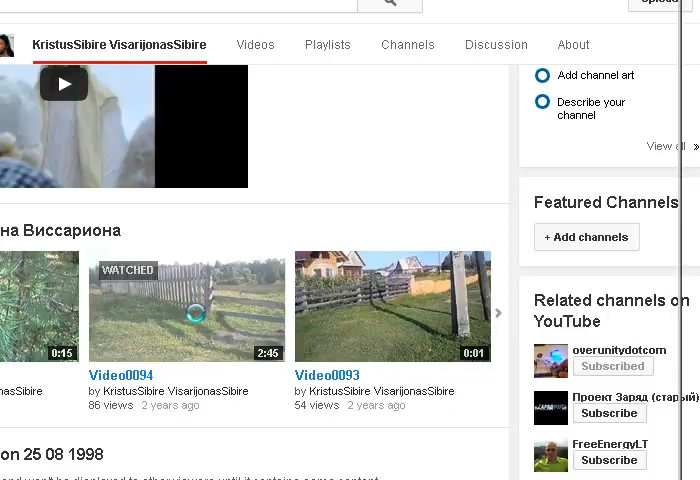 Upload
KristusSibire VisarijonasSibire Videos Playlists Channels Discussion About
Add channel art
Describe your
channel
View all »
на Виссариона
Featured Channels
+ Add channels
WATCHED
0:15
2:45
0:01
Video0094
Video0093
nasSibire
by KristusSibire VisarijonasSibire
by KristusSibire VisarijonasSibire
86 views 2 years ago
54 views 2 years ago
Related channels on
YouTube
overunitydotcom
Subscribed
Проект Заряд (старый)
Subscribe
FreeEnergyLT
Subscribe
on 25 08 1998